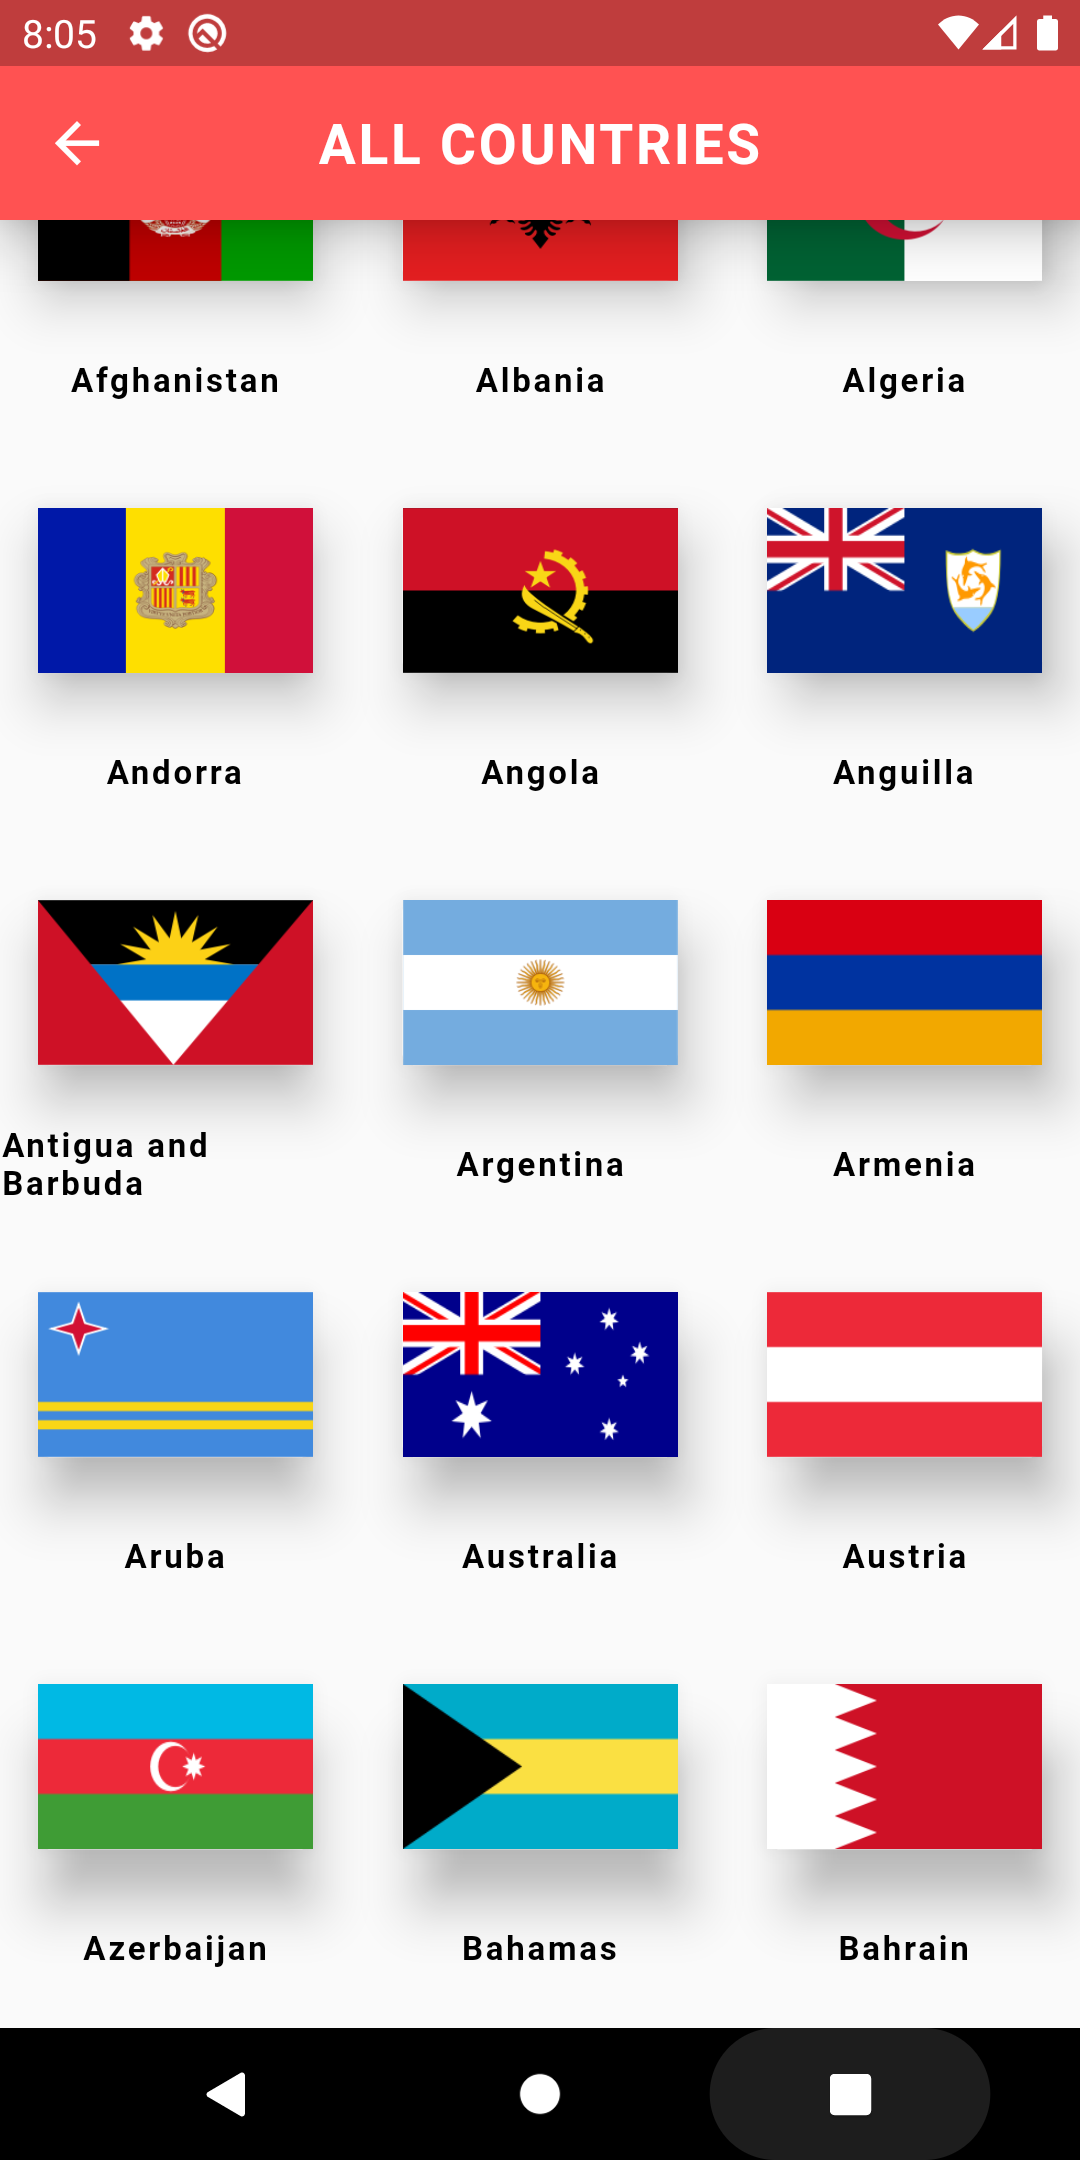 8:05
ALL COUNTRIES
Afghanistan
Albania
Algeria
Andorra
Angola
Anguilla
Antigua and
Barbuda
Argentina
Armenia
Aruba
Australia
Austria
Azerbaijan
Bahamas
Bahrain